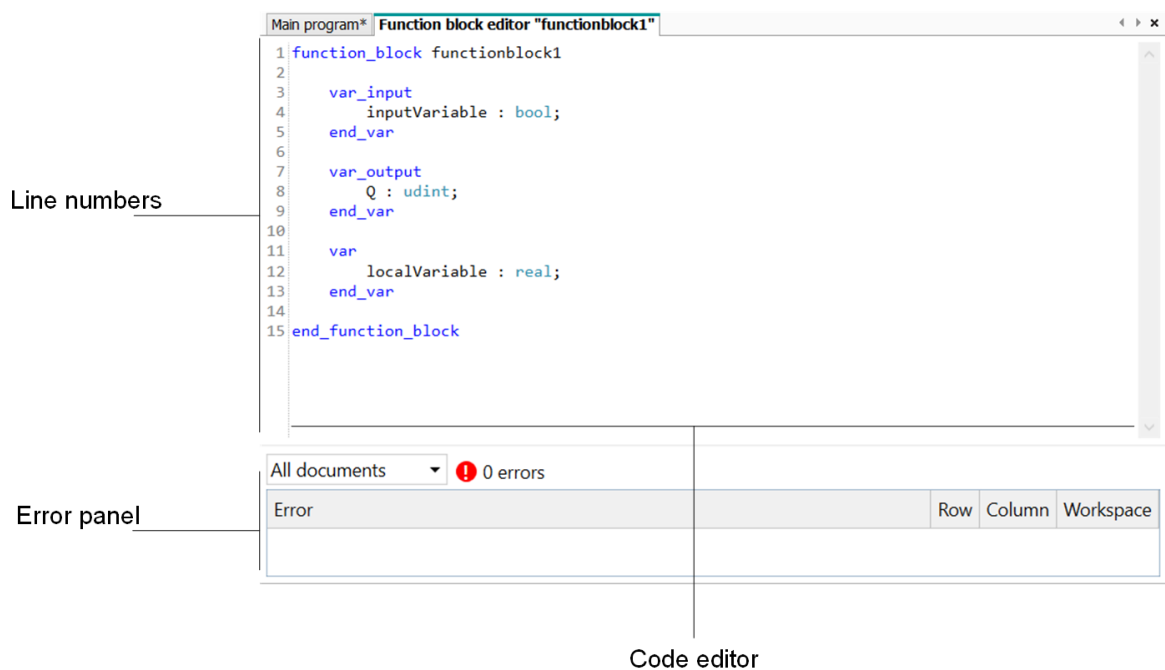 Main program* Function block editor "functionblock1"
1 function_block functionblock1
2
3 var_input
4 inputVariable : bool;
5 end_var
6
7 var_output
8 Q : udint;
9 end_var
10
11 var
12 localVariable : real;
13 end_var
14
15 end_function_block
Line numbers
All documents 0 errors
Error Row Column Workspace
Error panel
Code editor